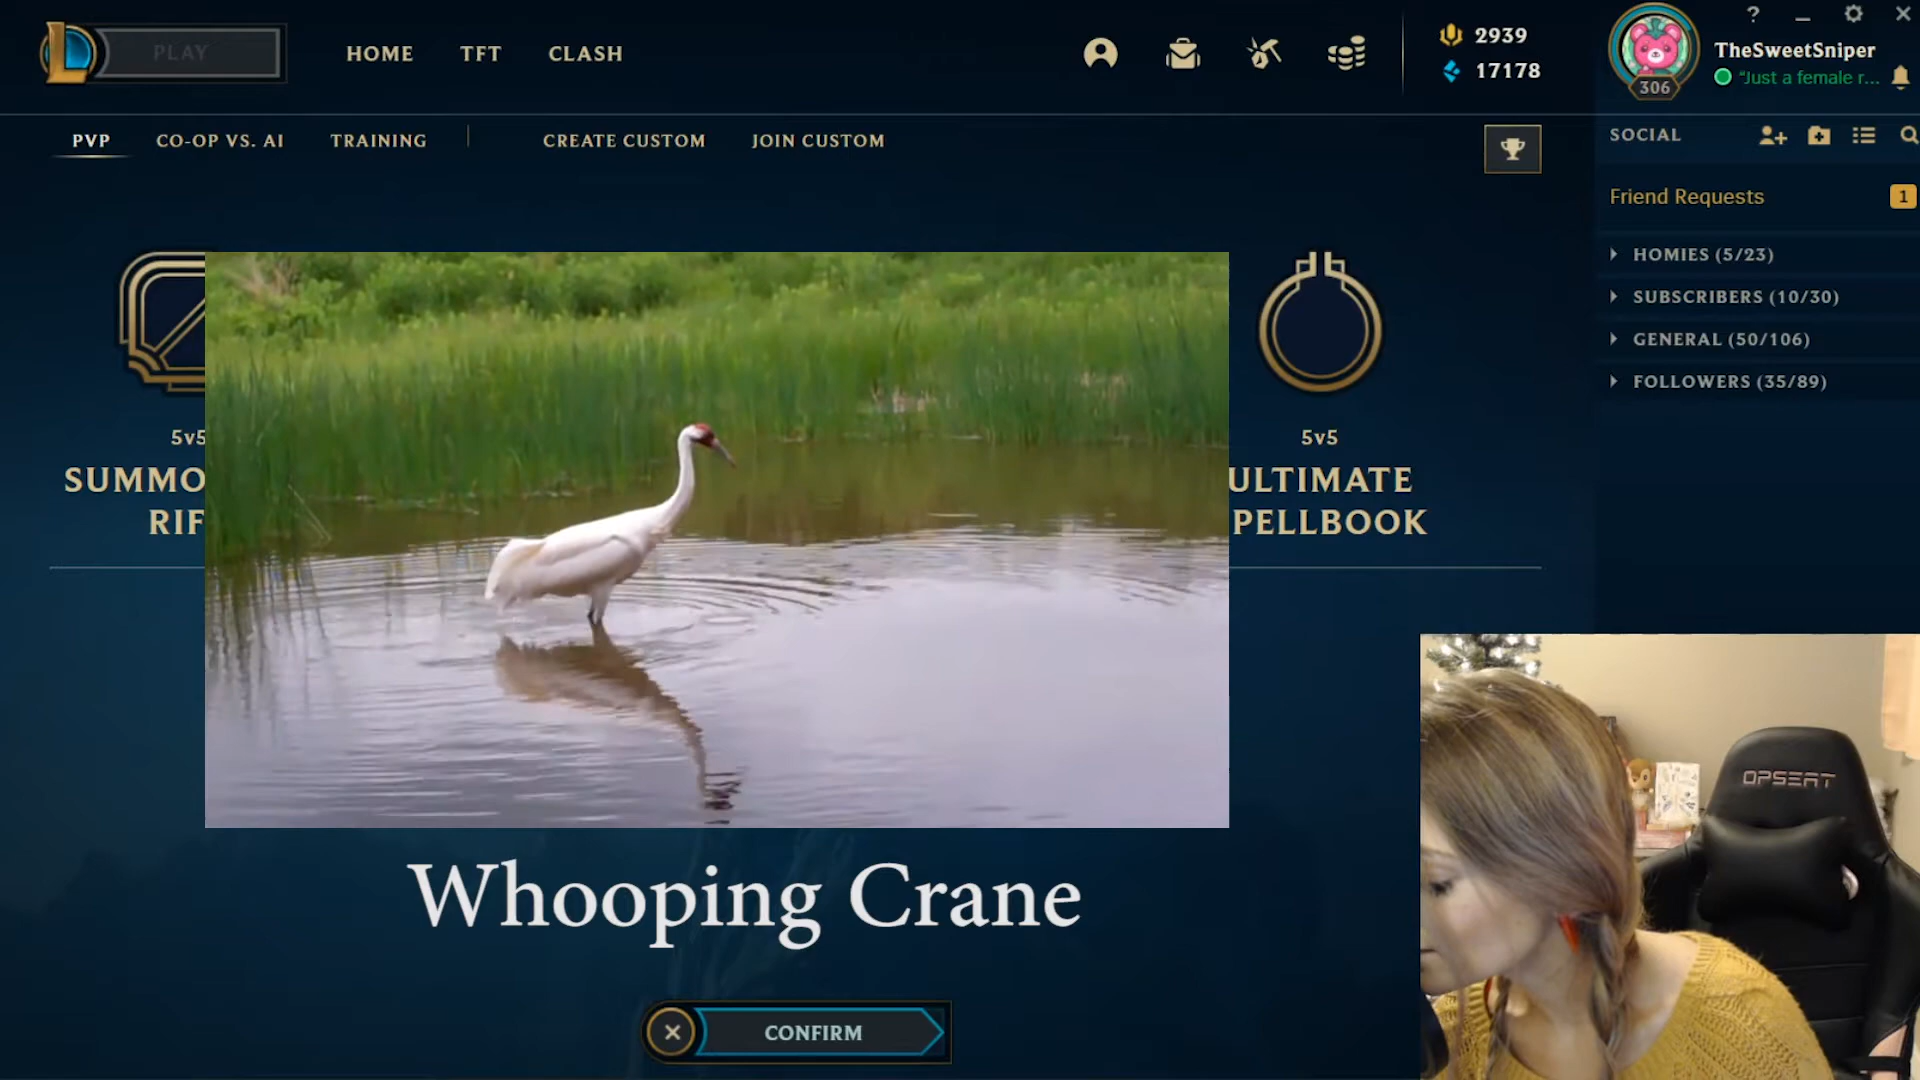 PLAY
HOME
TFT
CLASH
2939
17178
306
?
TheSweetSniper
"Just a female r...
PVP
CO-OP VS. AI
TRAINING
CREATE CUSTOM
JOIN CUSTOM
SOCIAL
Friend Requests
1
HOMIES (5/23)
SUBSCRIBERS (10/30)
GENERAL (50/106)
FOLLOWERS (35/89)
5v5
SUMMO
RIF
5v5
ULTIMATE
PELLBOOK
OPSEAT
Whooping Crane
CONFIRM